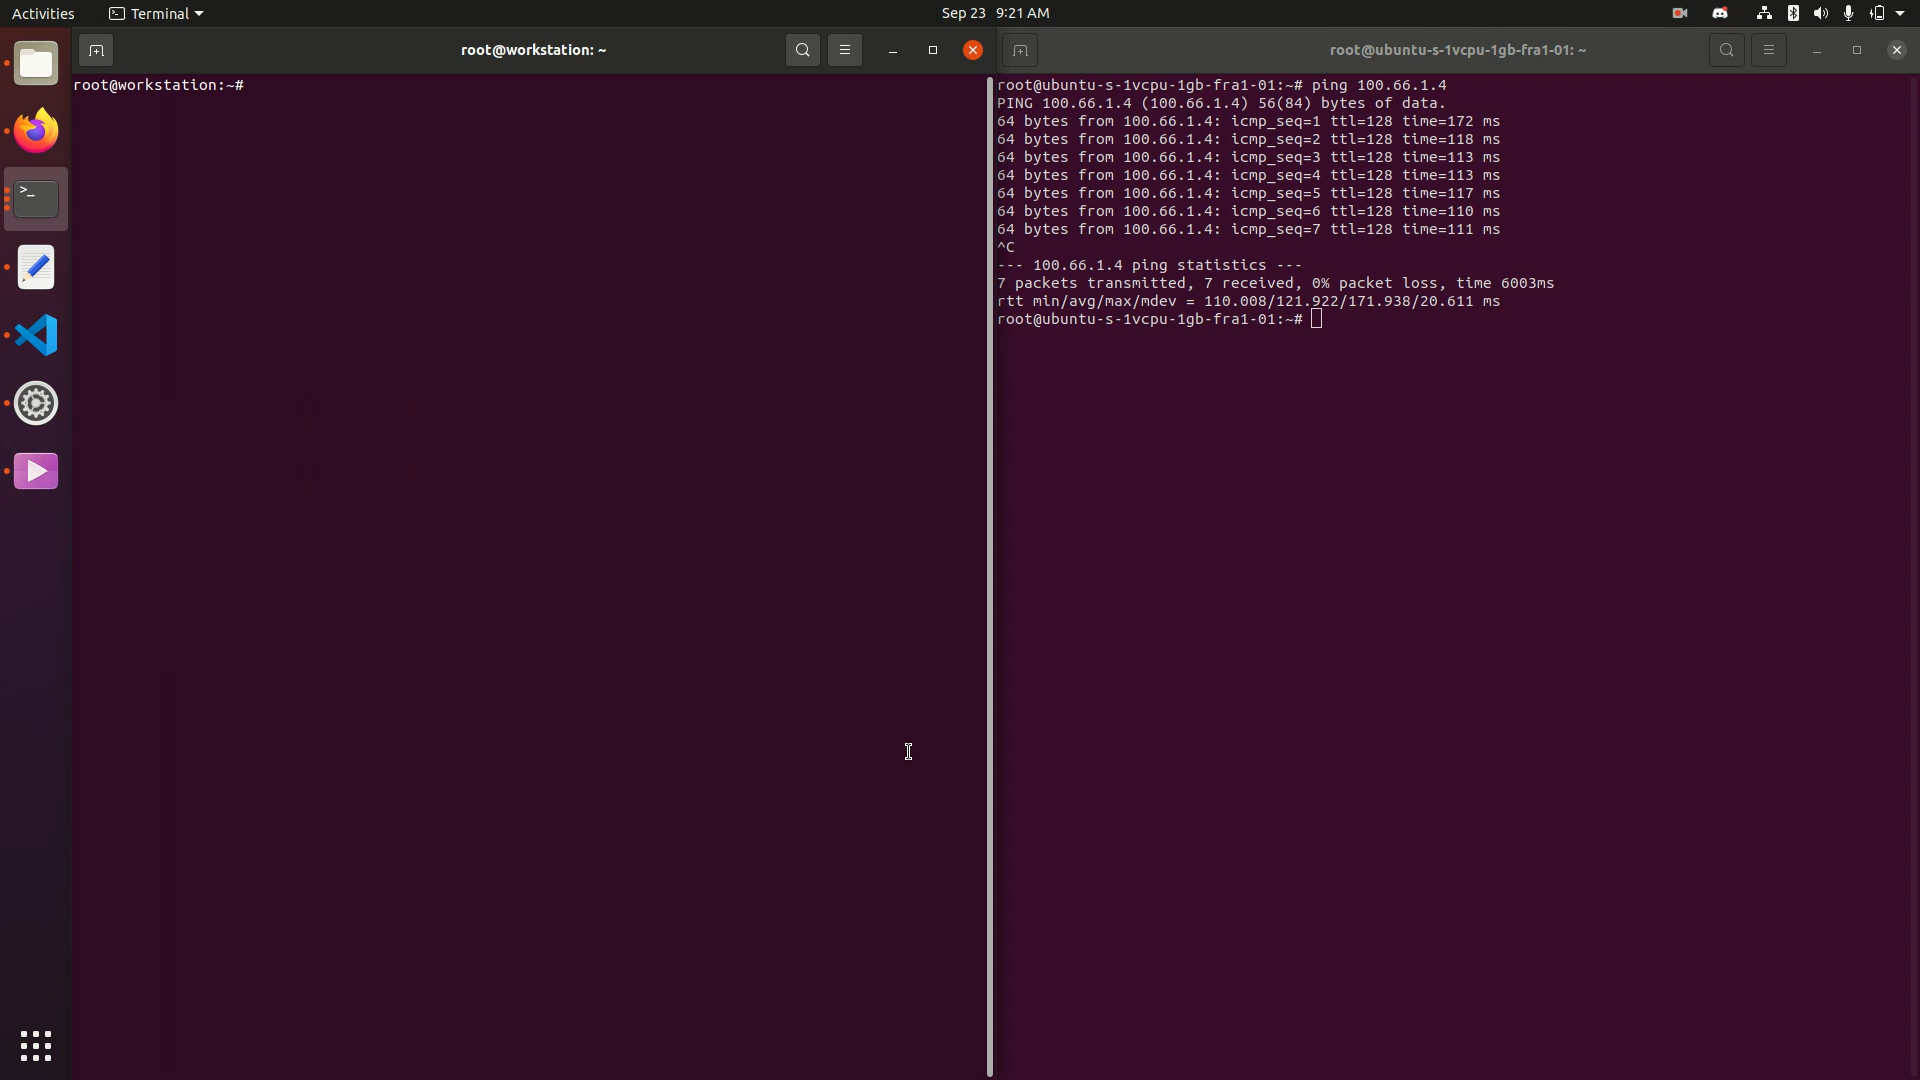 Activities
Terminal
Sep 23 9:21 AM
root@workstation: ~
root@ubuntu-s-1vcpu-1gb-fra1-01: ~
root@workstation:~#
root@ubuntu-s-1vcpu-1gb-fra1-01:~# ping 100.66.1.4
PING 100.66.1.4 (100.66.1.4) 56(84) bytes of data.
64 bytes from 100.66.1.4: icmp_seq=1 ttl=128 time=172 ms
64 bytes from 100.66.1.4: icmp_seq=2 ttl=128 time=118 ms
64 bytes from 100.66.1.4: icmp_seq=3 ttl=128 time=113 ms
64 bytes from 100.66.1.4: icmp_seq=4 ttl=128 time=113 ms
64 bytes from 100.66.1.4: icmp_seq=5 ttl=128 time=117 ms
64 bytes from 100.66.1.4: icmp_seq=6 ttl=128 time=110 ms
64 bytes from 100.66.1.4: icmp_seq=7 ttl=128 time=111 ms
^C
--- 100.66.1.4 ping statistics ---
7 packets transmitted, 7 received, 0% packet loss, time 6003ms
rtt min/avg/max/mdev = 110.008/121.922/171.938/20.611 ms
root@ubuntu-s-1vcpu-1gb-fra1-01:~#